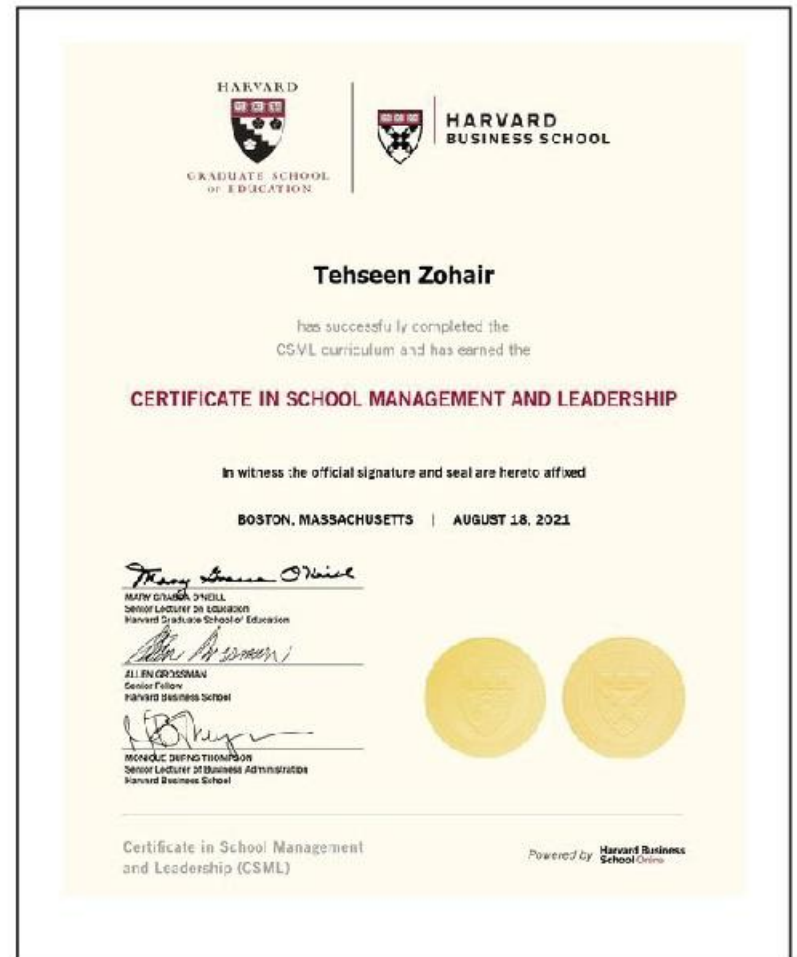 HARVARD
GRADUATE SCHOOL
OF EDUCATION
HARVARD
BUSINESS SCHOOL
Tehseen Zohair
has successfully completed the
CSML curriculum and has earned the
CERTIFICATE IN SCHOOL MANAGEMENT AND LEADERSHIP
In witness the official signature and seal are hereto affixed
BOSTON, MASSACHUSETTS | AUGUST 18, 2021
Mary Grassa O'Neill
MARY GRASSA O'NEILL
Senior Lecturer on Education
Harvard Graduate School of Education
ALLEN GROSSMAN
Senior Fellow
Harvard Business School
MONIQUE BURNS THOMPSON
Senior Lecturer of Business Administration
Harvard Business School
Certificate in School Management
and Leadership (CSML)
Powered by Harvard Business
School Online